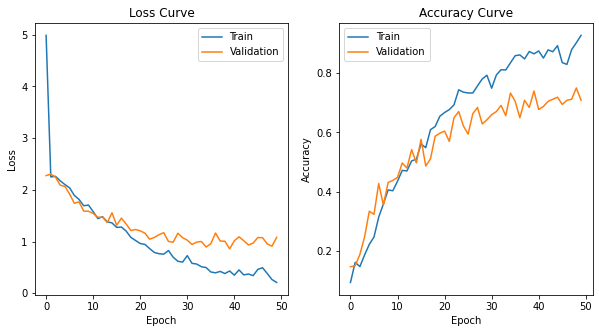 Loss Curve
Train
Validation
5
4
3
2
1
0
Loss
0
10
20
30
40
50
Epoch
Accuracy Curve
Train
Validation
0.8
0.6
0.4
0.2
Accuracy
0
10
20
30
40
50
Epoch